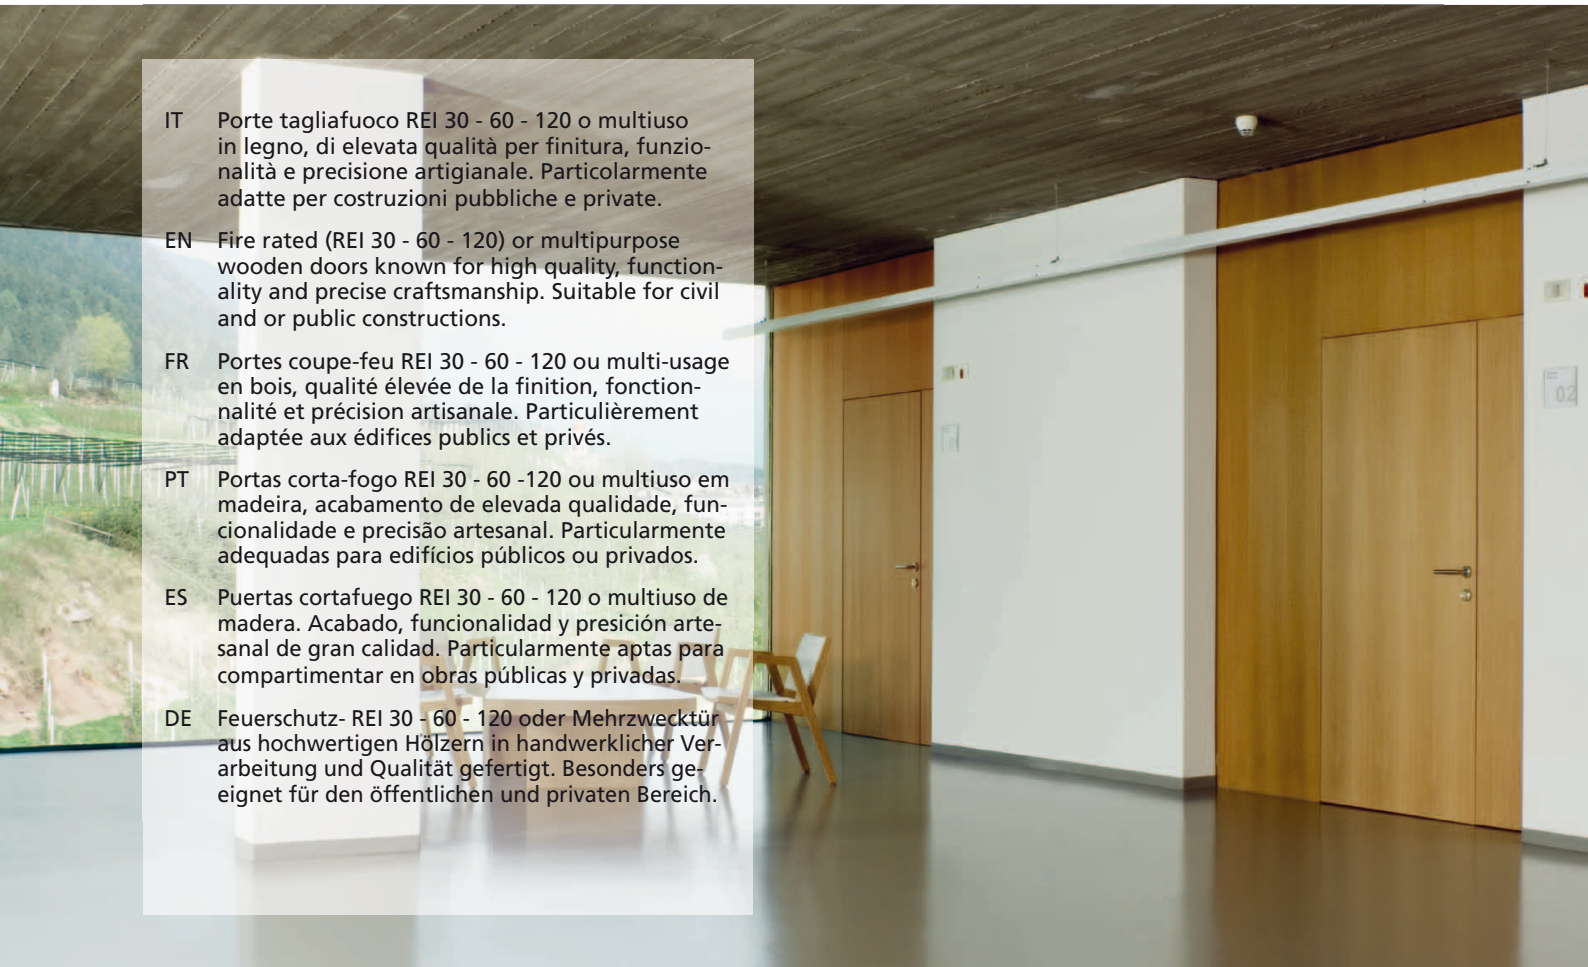 IT Porte tagliafuoco REI 30 - 60 - 120 o multiuso
in legno, di elevata qualità per finitura, funzio-
nalità e precisione artigianale. Particolarmente
adatte per costruzioni pubbliche e private.
EN Fire rated (REI 30 - 60 - 120) or multipurpose
wooden doors known for high quality, function-
ality and precise craftsmanship. Suitable for civil
and or public constructions.
FR Portes coupe-feu REI 30 - 60 - 120 ou multi-usage
en bois, qualité élevée de la finition, fonction-
nalité et précision artisanale. Particulièrement
adaptée aux édifices publics et privés.
PT Portas corta-fogo REI 30 - 60 -120 ou multiuso em
madeira, acabamento de elevada qualidade, fun-
cionalidade e precisão artesanal. Particularmente
adequadas para edifícios públicos ou privados.
ES Puertas cortafuego REI 30 - 60 - 120 o multiuso de
madera. Acabado, funcionalidad y presición arte-
sanal de gran calidad. Particularmente aptas para
compartimentar en obras públicas y privadas.
DE Feuerschutz- REI 30 - 60 - 120 oder Mehrzwecktür
aus hochwertigen Hölzern in handwerklicher Ver-
arbeitung und Qualität gefertigt. Besonders ge-
eignet für den öffentlichen und privaten Bereich.
02